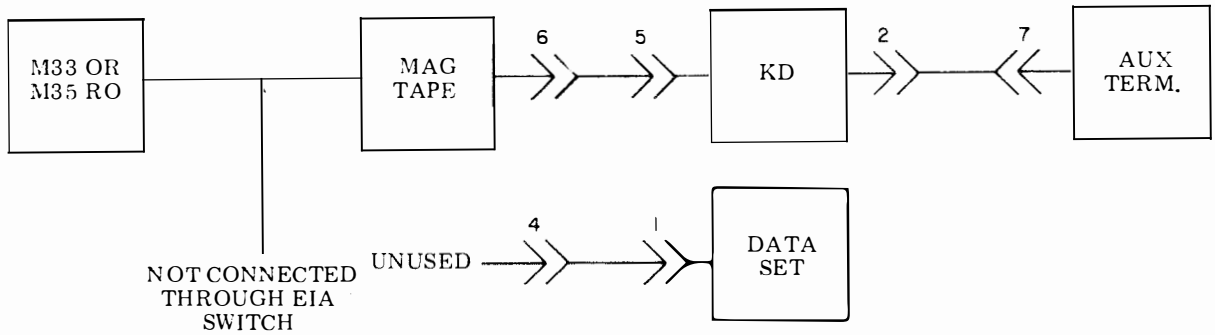 M33 OR
M35 RO
MAG
TAPE
6
5
KD
2
7
AUX
TERM.
NOT CONNECTED
THROUGH EIA
SWITCH
UNUSED
4
1
DATA
SET